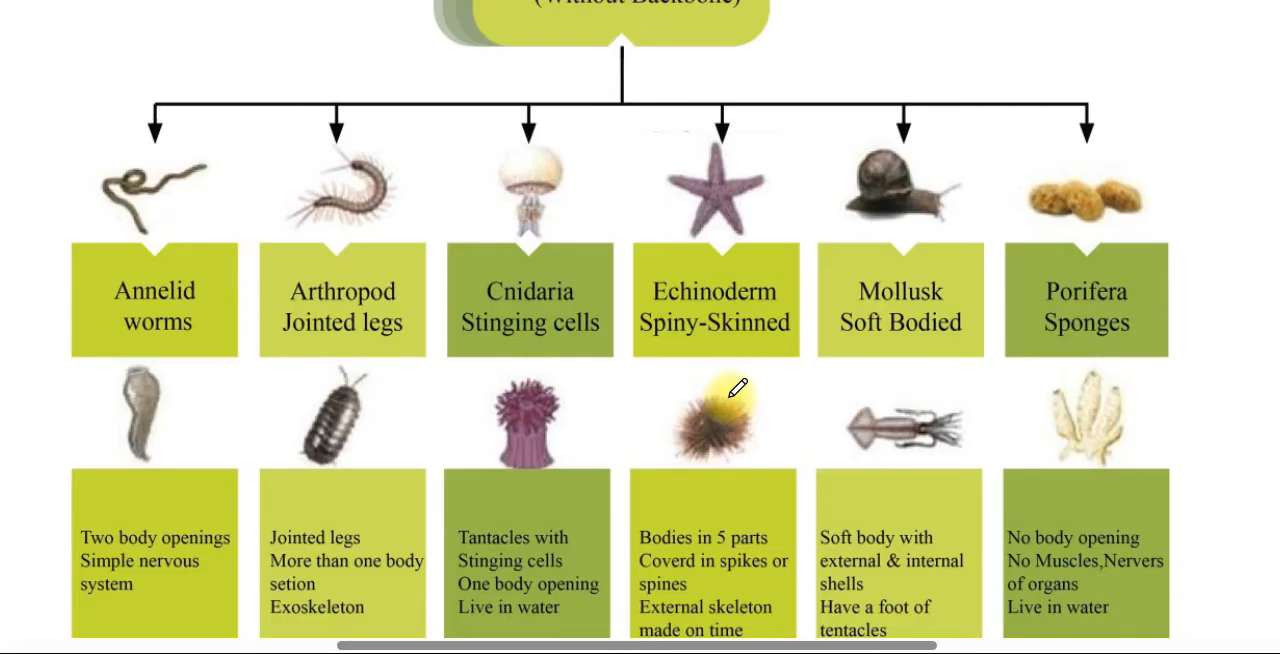 (Without Backbone)
Annelid
worms
Arthropod
Jointed legs
Cnidaria
Stinging cells
Echinoderm
Spiny-Skinned
Mollusk
Soft Bodied
Porifera
Sponges
Two body openings
Simple nervous
system
Jointed legs
More than one body
setion
Exoskeleton
Tantacles with
Stinging cells
One body opening
Live in water
Bodies in 5 parts
Coverd in spikes or
spines
External skeleton
made on time
Soft body with
external & internal
shells
Have a foot of
tentacles
No body opening
No Muscles,Nervers
of organs
Live in water